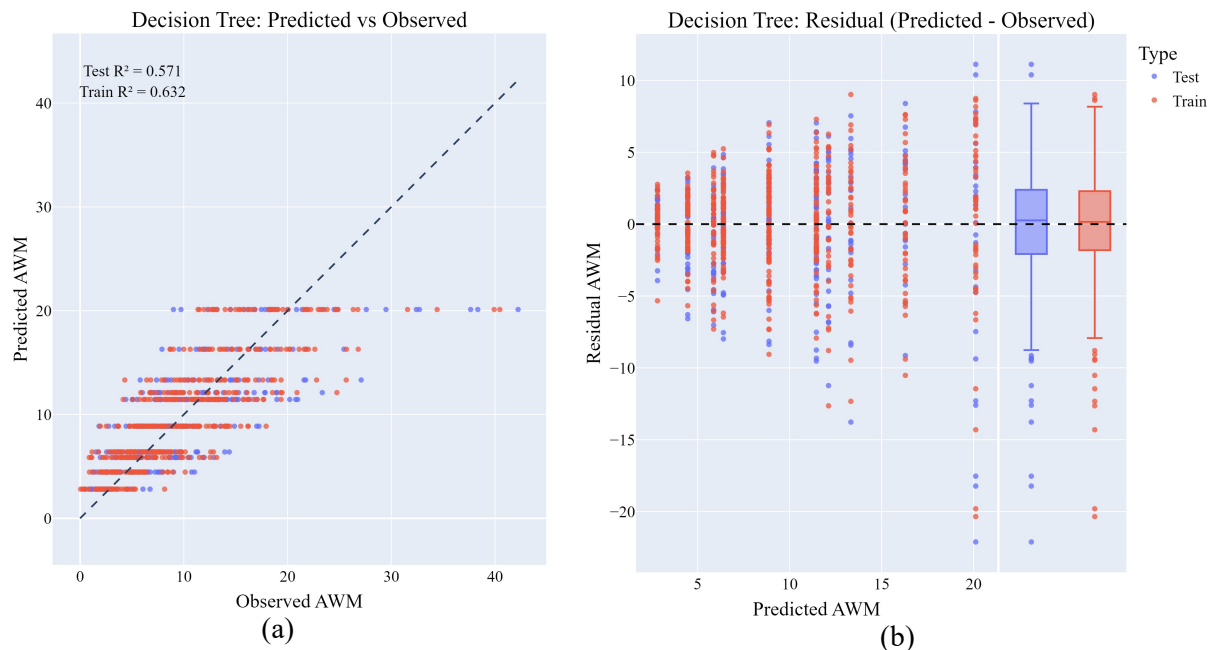 Decision Tree: Predicted vs Observed
Test R² = 0.571
Train R² = 0.632
Predicted AWM
40
30
20
10
0
0 10 20 30 40
Observed AWM
(a)
Decision Tree: Residual (Predicted - Observed)
Residual AWM
10
5
0
−5
−10
−15
−20
5 10 15 20
Predicted AWM
(b)
Type
Test
Train